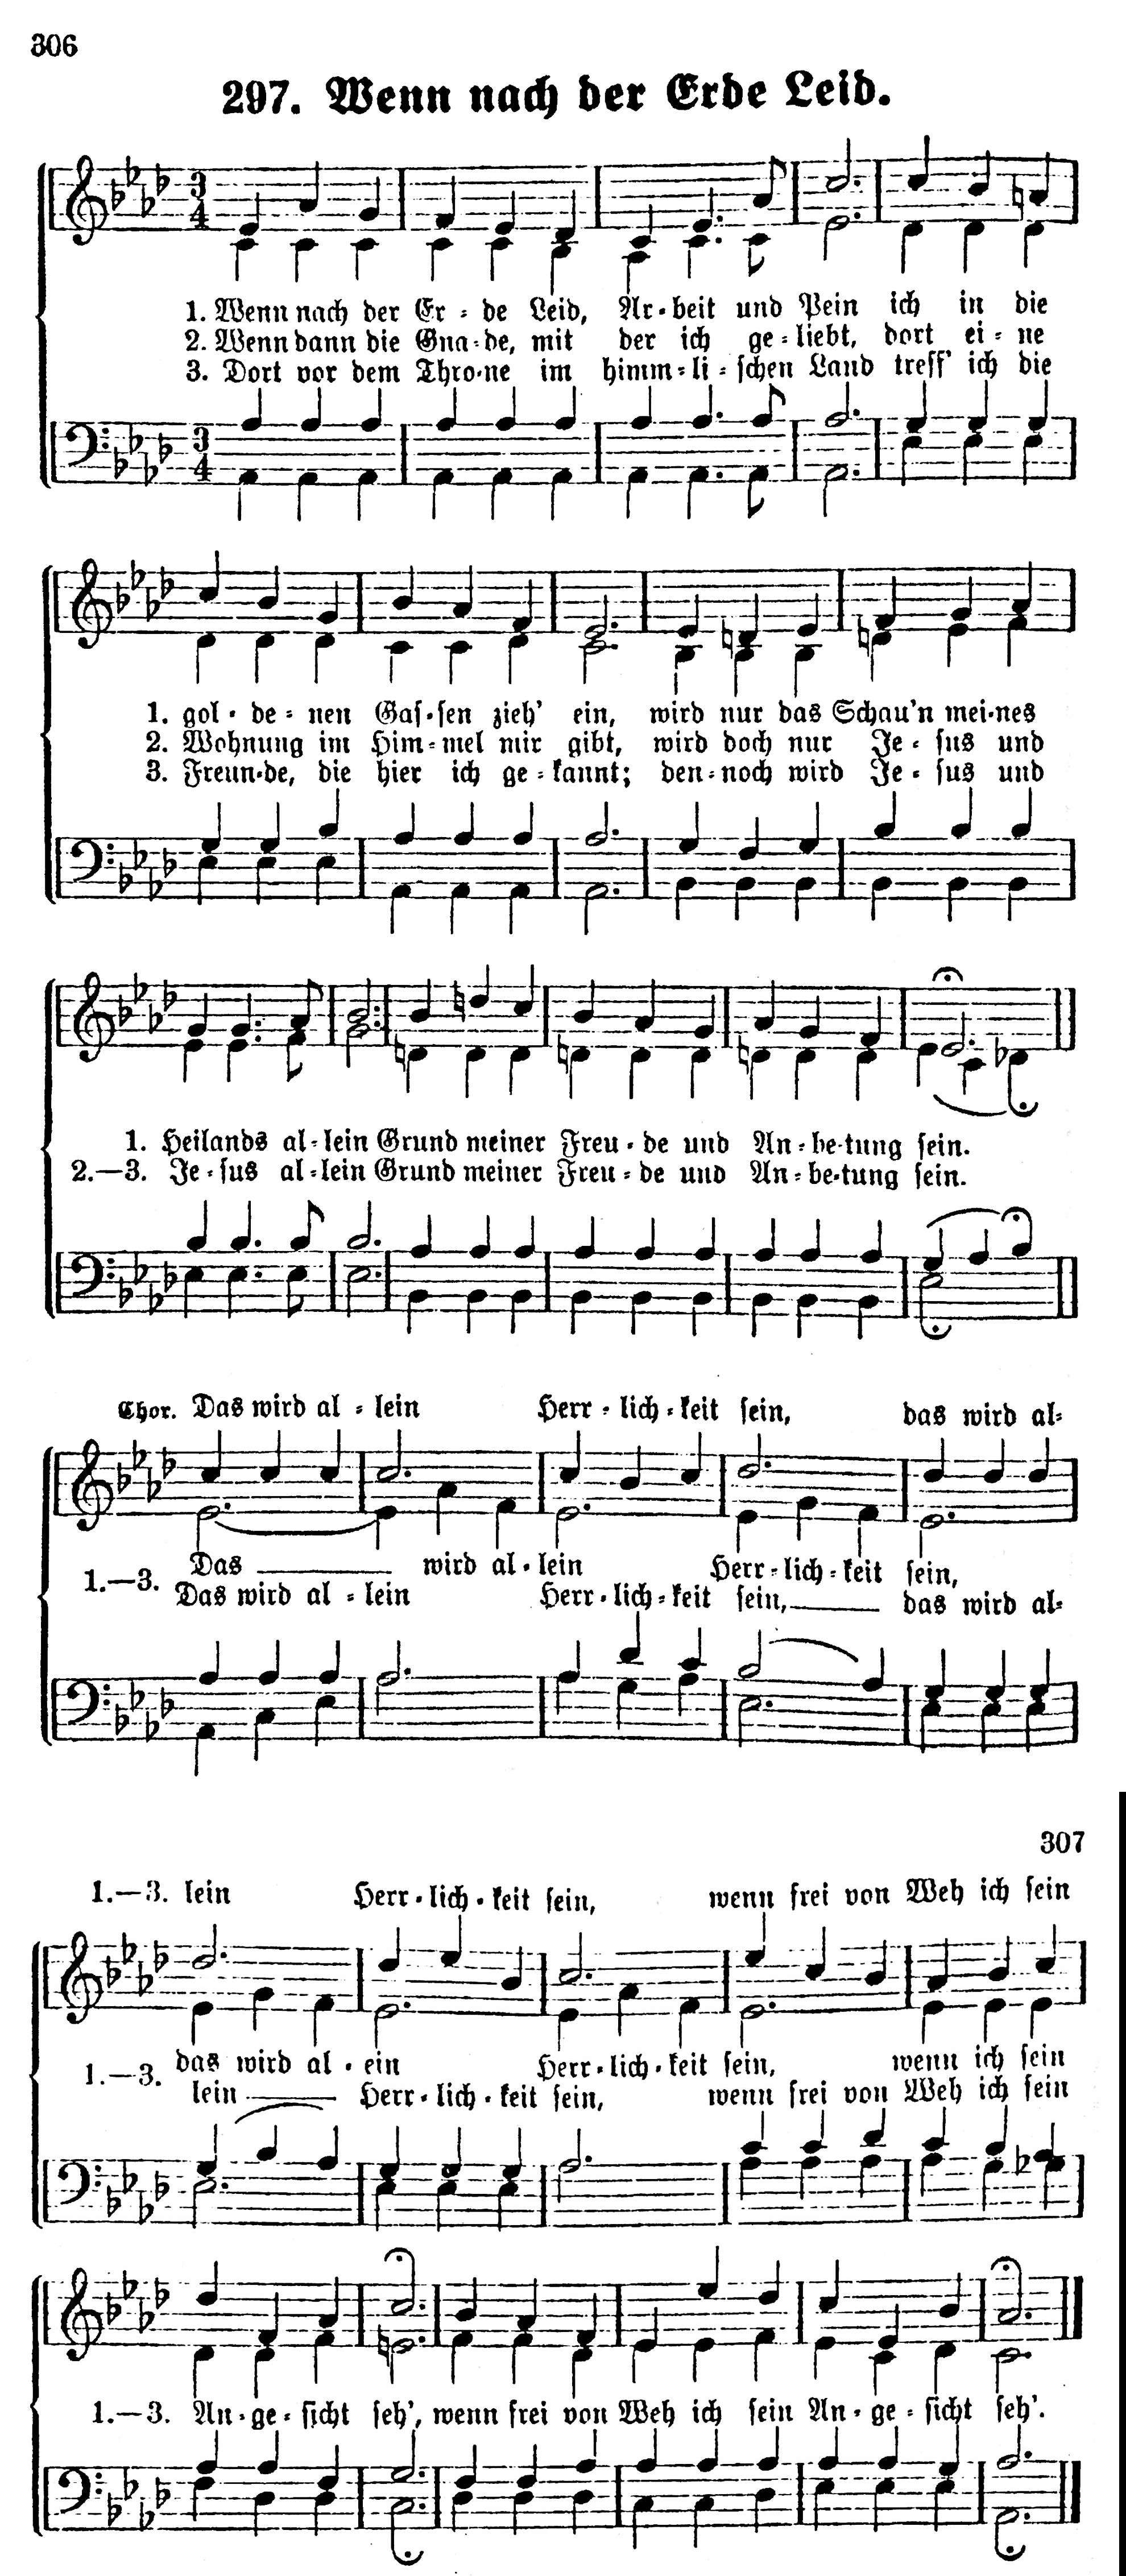 306
297. Wenn nach der Erde Leid.
1. Wenn nach der Er - de Leid, Ar - beit und Pein ich in die
2. Wenn dann die Gna - de, mit der ich ge - liebt, dort ei - ne
3. Dort vor dem Thro - ne im himm - li - schen Land treff' ich die
1. gol - de - nen Gas - sen zieh' ein, wird nur das Schau'n mei - nes
2. Wohnung im Him - mel mir gibt, wird doch nur Je - sus und
3. Freun - de, die hier ich ge - kannt; den - noch wird Je - sus und
1. Heilands al - lein Grund meiner Freu - de und An - be - tung sein.
2.—3. Je - sus al - lein Grund meiner Freu - de und An - be - tung sein.
Chor. Das wird al - lein Herr - lich - keit sein, das wird al-
1.—3. Das wird al - lein Herr - lich - keit sein,
Das wird al - lein Herr - lich - keit sein, das wird al-
307
1.—3. lein Herr - lich - keit sein, wenn frei von Weh ich sein
1.—3. das wird al - ein Herr - lich - keit sein, wenn ich sein
lein Herr - lich - keit sein, wenn frei von Weh ich sein
1.—3. An - ge - sicht seh', wenn frei von Weh ich sein An - ge - sicht seh'.